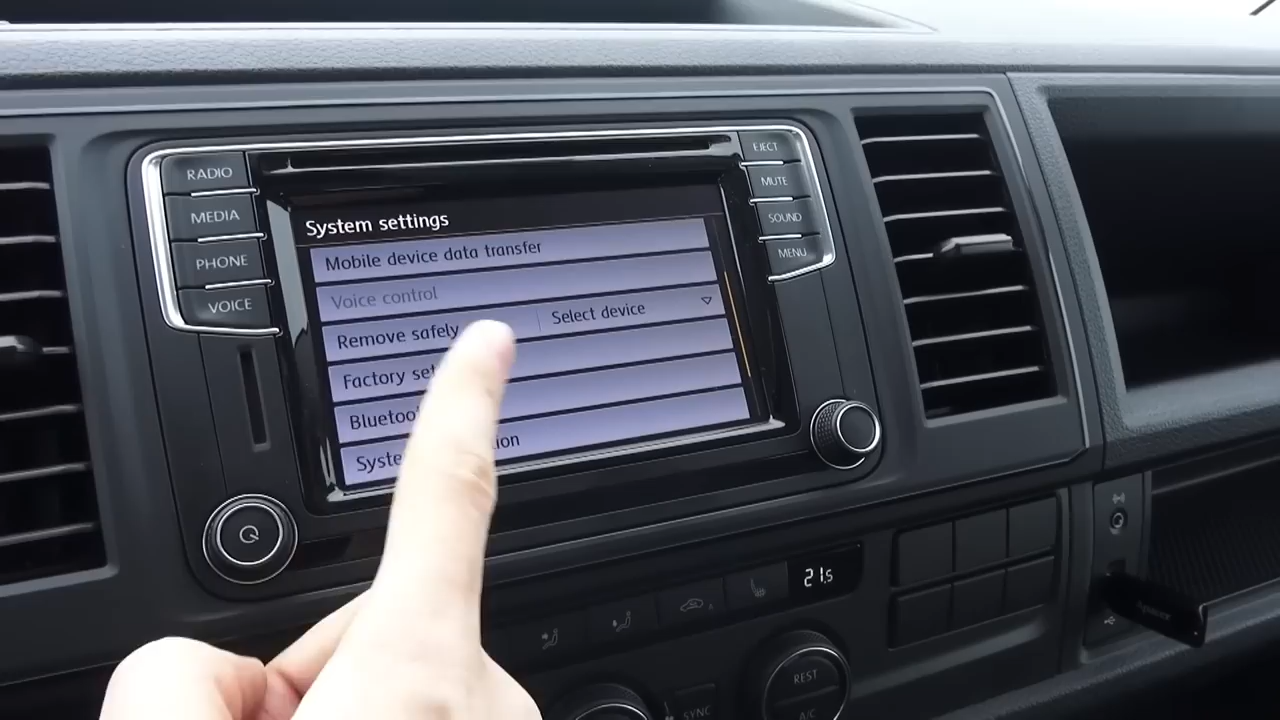 RADIO
MEDIA
PHONE
VOICE
EJECT
MUTE
SOUND
MENU
System settings
Mobile device data transfer
Voice control
Remove safely
Select device
Factory set
Bluetoo
Syste
ion
21.5
REST
A/C
SYNC